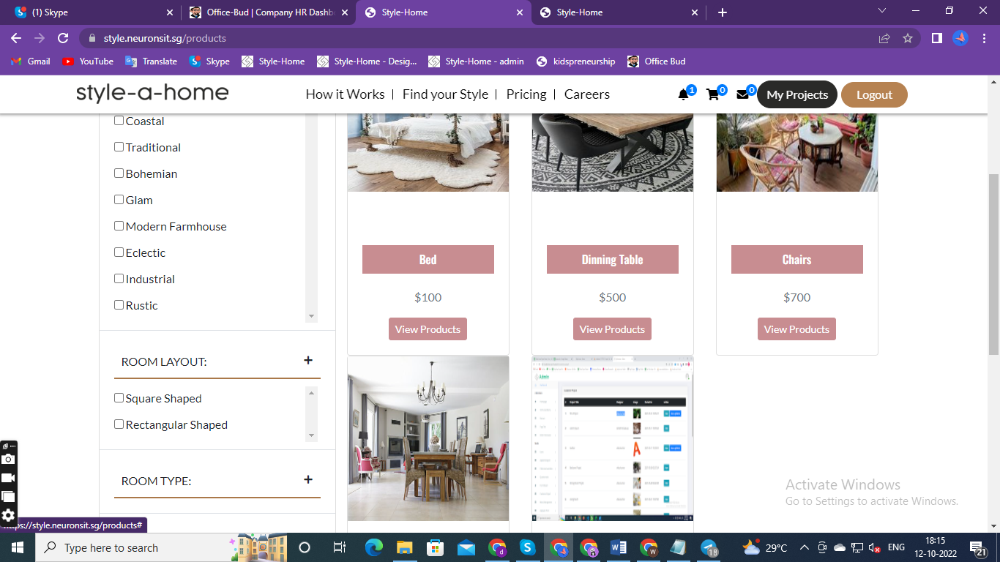 (1) Skype
Office-Bud | Company HR Dashb
Style-Home
Style-Home
style.neuronsit.sg/products
Gmail
YouTube
Translate
Skype
Style-Home
Style-Home - Desig...
Style-Home - admin
kidspreneurship
Office Bud
style-a-home
How it Works | Find your Style | Pricing | Careers
1
0
0
My Projects
Logout
Coastal
Traditional
Bohemian
Glam
Modern Farmhouse
Eclectic
Industrial
Rustic
ROOM LAYOUT:
Square Shaped
Rectangular Shaped
ROOM TYPE:
Bed
$100
View Products
Dinning Table
$500
View Products
Chairs
$700
View Products
Admin
A
Activate Windows
Go to Settings to activate Windows.
https://style.neuronsit.sg/products#
Type here to search
d
S
W
w
18
29°C
ENG
18:15
12-10-2022
21